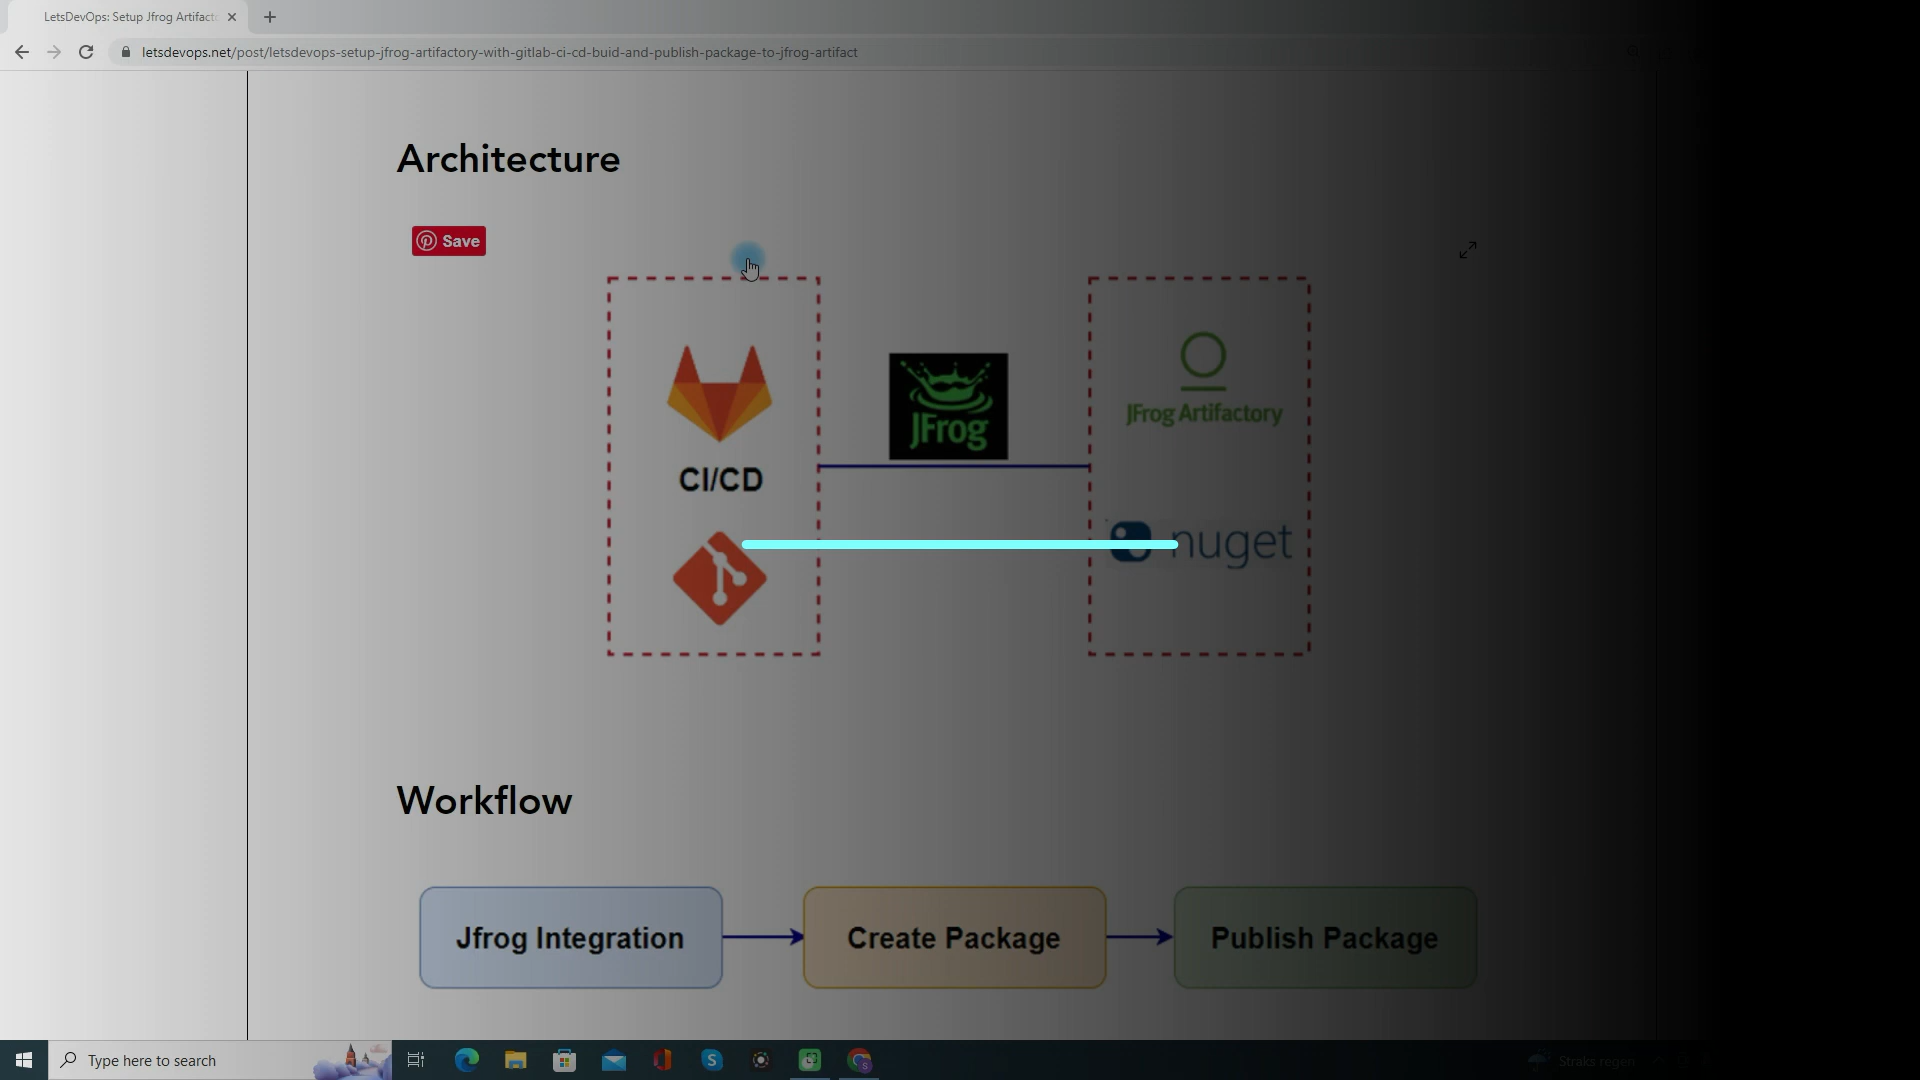 LetsDevOps: Setup Jfrog Artifact
letsdevops.net/post/letsdevops-setup-jfrog-artifactory-with-gitlab-ci-cd-buid-and-publish-package-to-jfrog-artifact
Architecture
Save
JFrog
JFrog Artifactory
CI/CD
nuget
Workflow
Jfrog Integration
Create Package
Publish Package
Type here to search
Straks regen